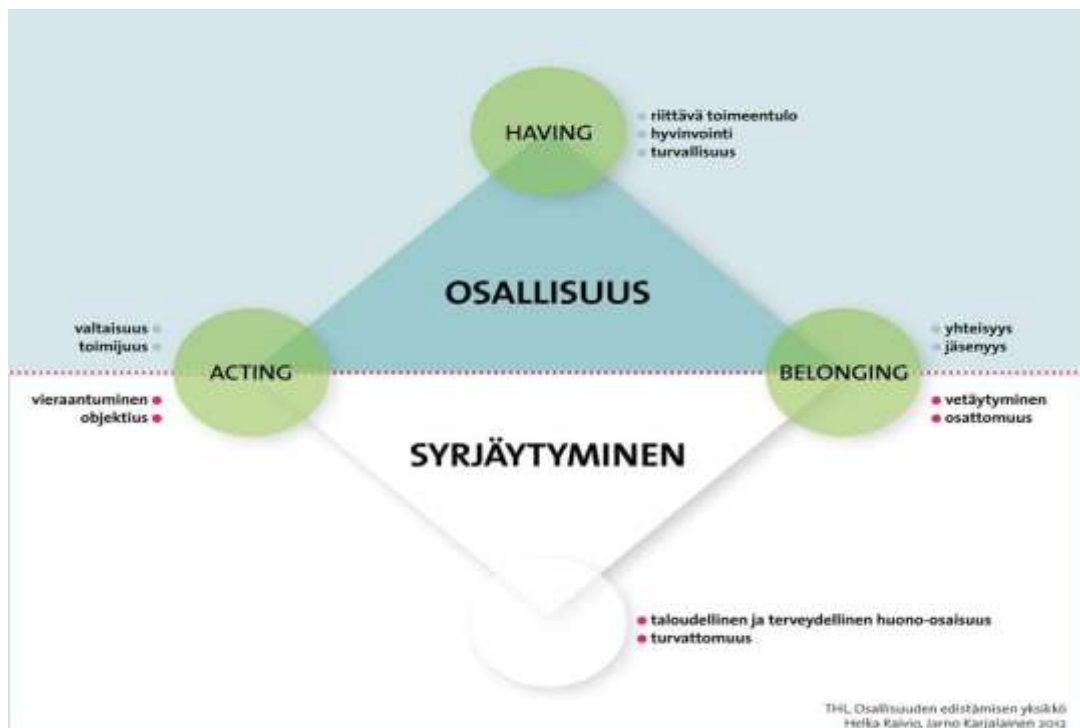 HAVING
riittävä toimeentulo
hyvinvointi
turvallisuus
OSALLISUUS
valtaisuus
toimijuus
yhteisyys
jäsenyys
ACTING
BELONGING
vieraantuminen
objektius
vetäytyminen
osattomuus
SYRJÄYTYMINEN
taloudellinen ja terveydellinen huono-osaisuus
turvattomuus
THL Osallisuuden edistämisen yksikkö
Helka Raivio, Jarno Karjalainen 2012